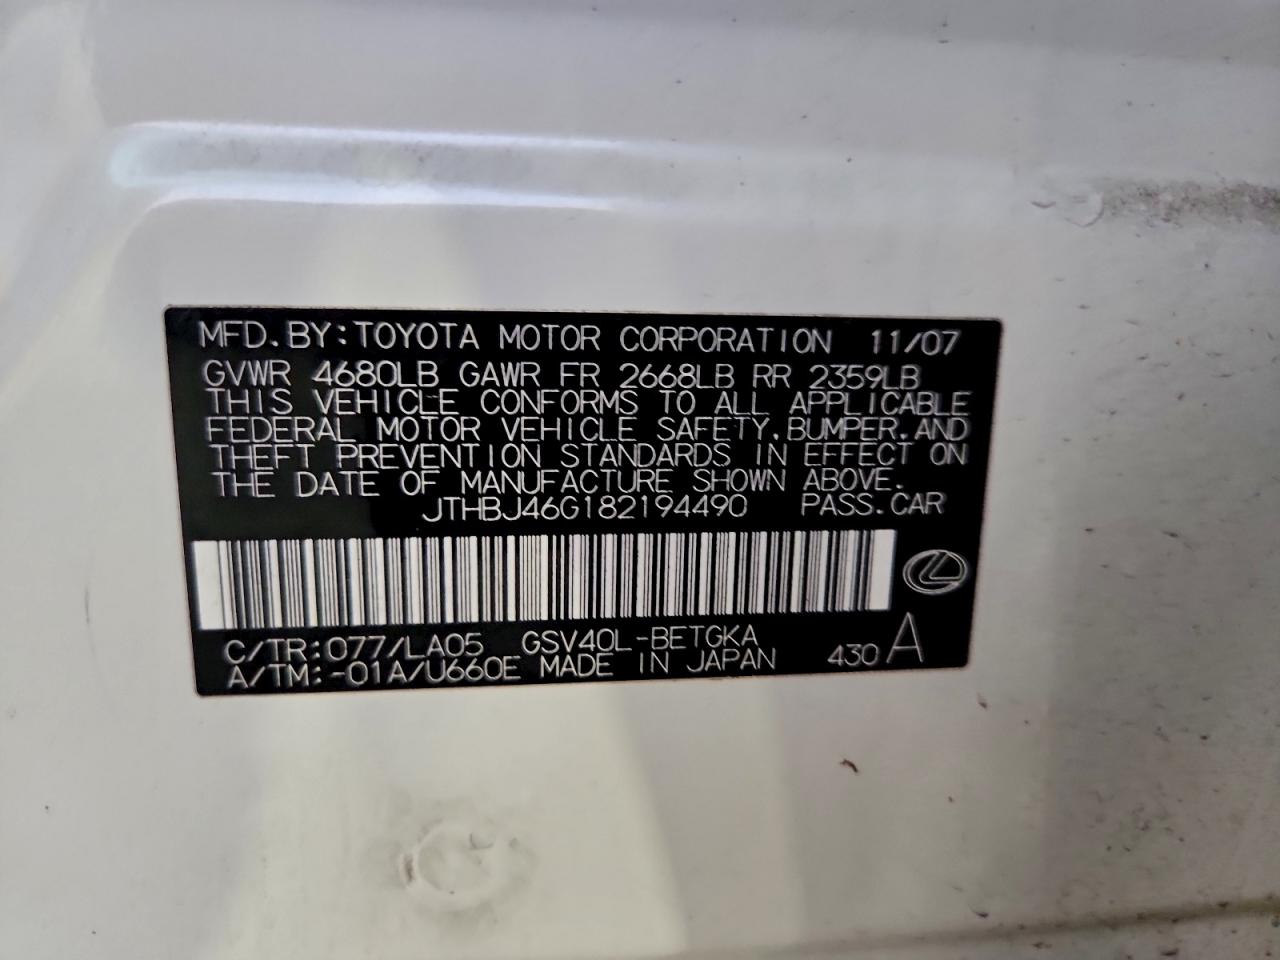 MFD.BY:TOYOTA MOTOR CORPORATION 11/07
GVWR 4680LB GAWR FR 2668LB RR 2359LB
THIS VEHICLE CONFORMS TO ALL APPLICABLE
FEDERAL MOTOR VEHICLE SAFETY,BUMPER,AND
THEFT PREVENTION STANDARDS IN EFFECT ON
THE DATE OF MANUFACTURE SHOWN ABOVE.
JTHBJ46G182194490 PASS.CAR
C/TR:077/LA05 GSV40L-BETGKA
A/TM:-01A/U660E MADE IN JAPAN 430 A